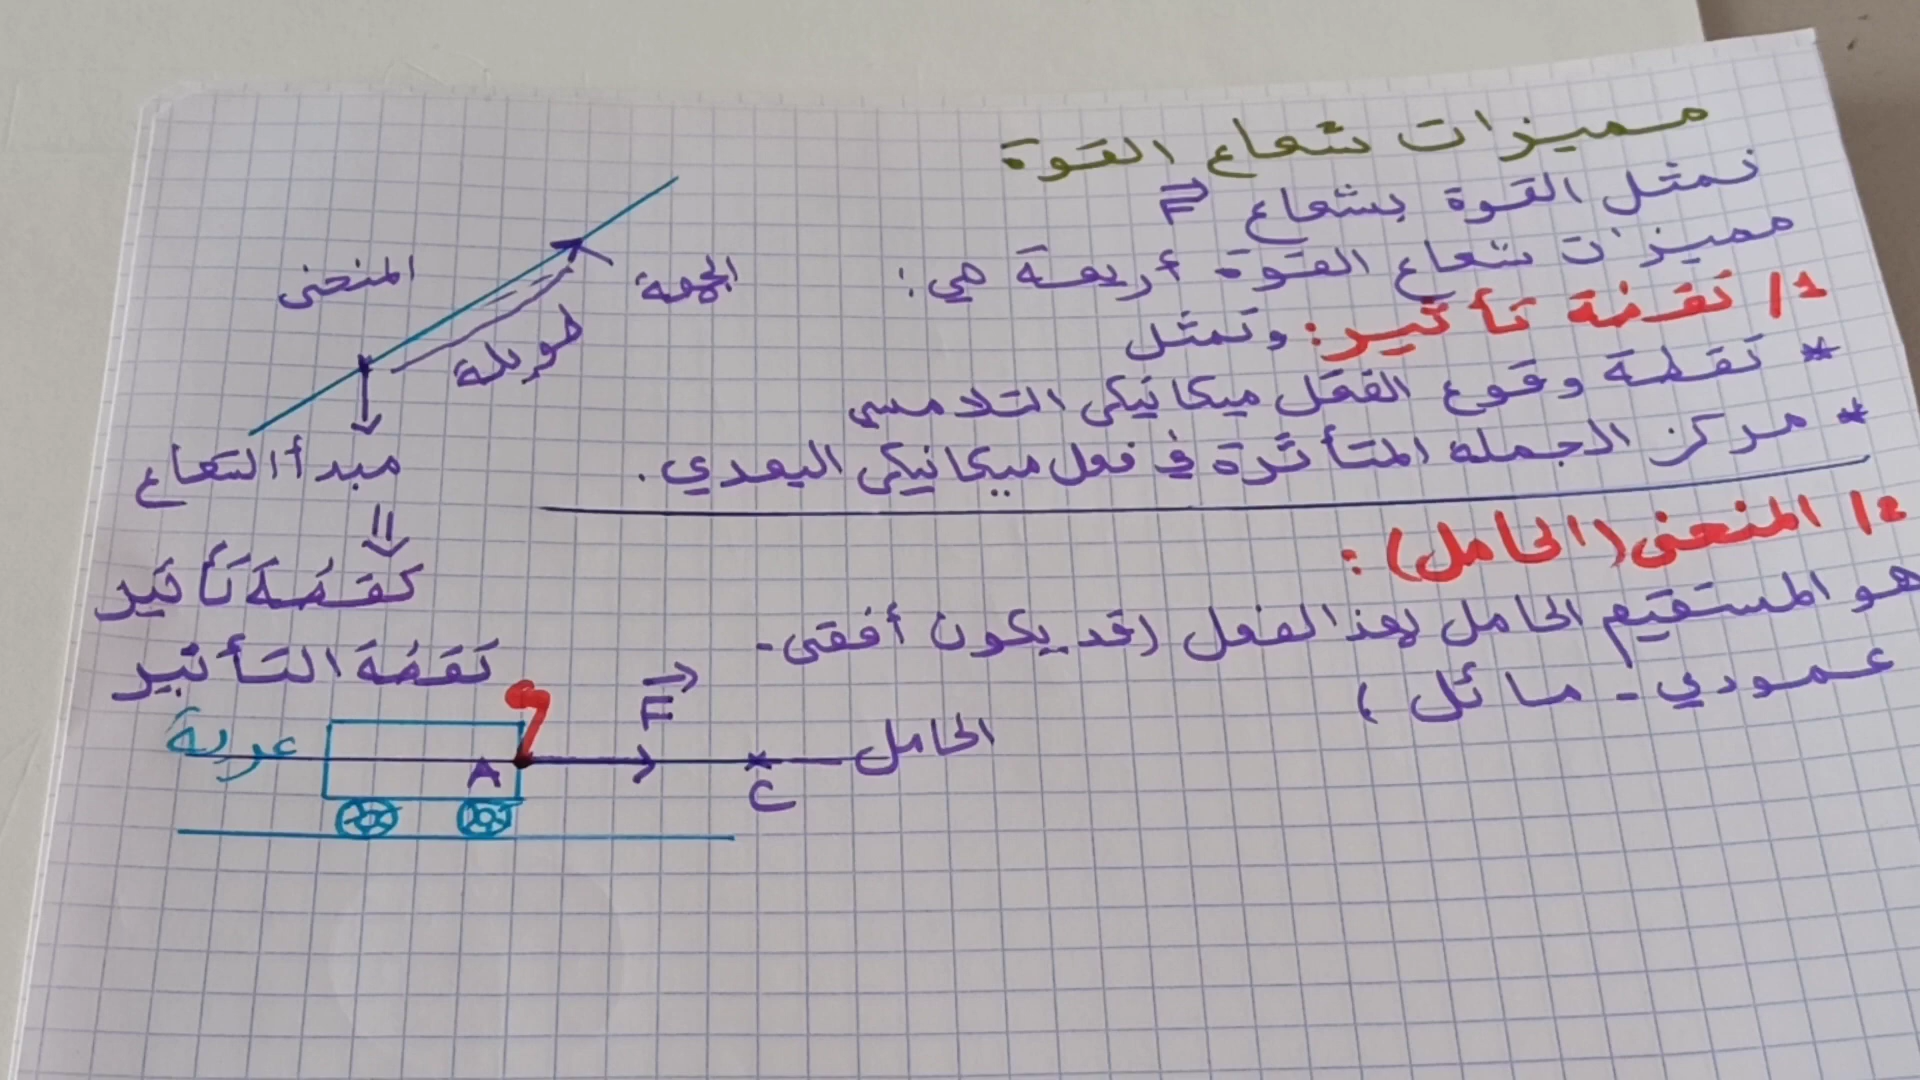 مميزات شعاع القوة
نمثل القوة بشعاع F
مميزات شعاع القوة أربعة هي:
1/ نقطة تأثير: وتمثل
* نقطة وقوع الفعل ميكانيكي التلامسي
* مركز الجملة المتأثرة في فعل ميكانيكي البعدي.
2/ المنحنى (الحامل):
هو المستقيم الحامل لهذا الفعل (قد يكون أفقي -
عمودي - مائل)
المنحنى
الجهة
طويلة
مبدأ الشعاع
نقطة تأثير
نقطة التأثير
F
عربة
A
C
الحامل